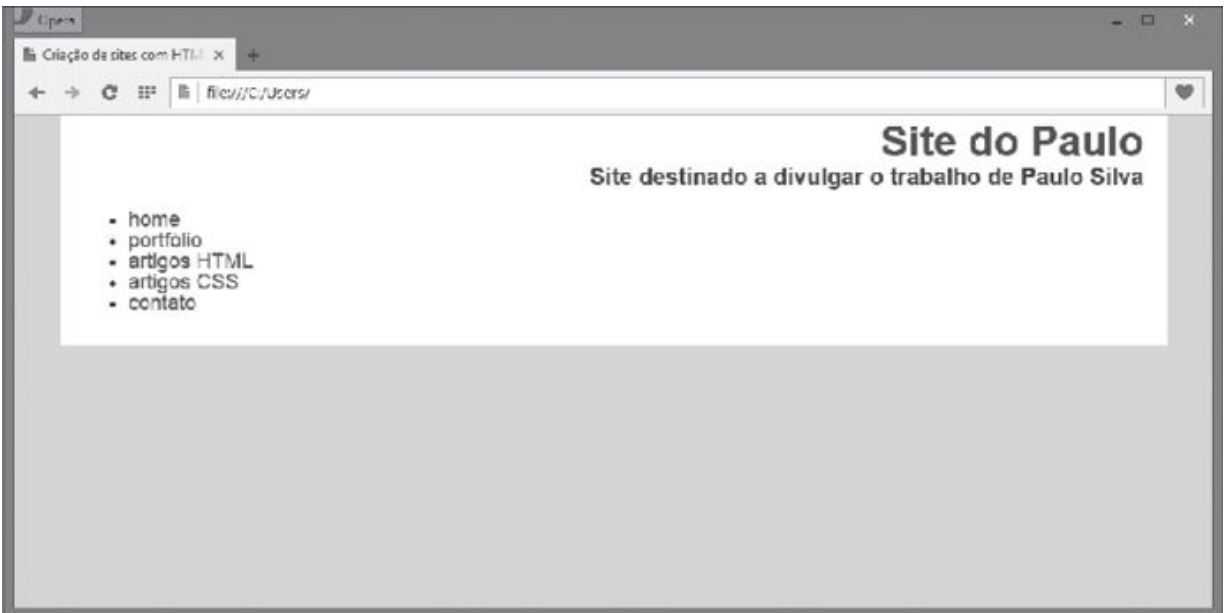 Opera
Criação de sites com HTM
file:///C:/Users/
Site do Paulo
Site destinado a divulgar o trabalho de Paulo Silva
home
portfolio
artigos HTML
artigos CSS
contato